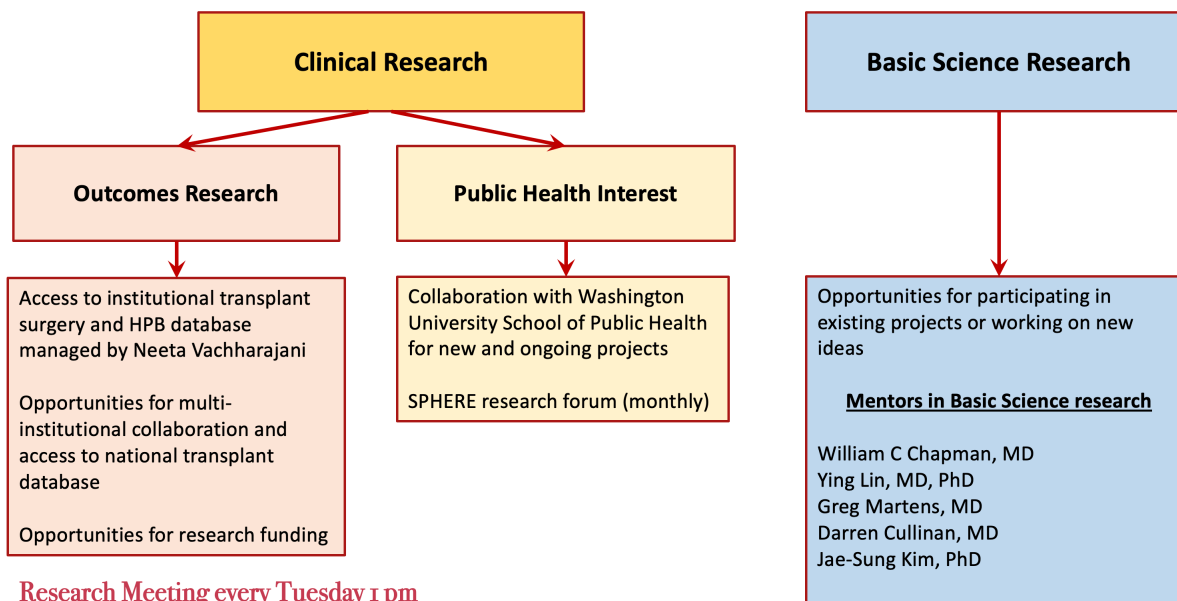 Clinical Research
Basic Science Research
Outcomes Research
Public Health Interest
Access to institutional transplant
surgery and HPB database
managed by Neeta Vachharajani
Opportunities for multi-
institutional collaboration and
access to national transplant
database
Opportunities for research funding
Collaboration with Washington
University School of Public Health
for new and ongoing projects
SPHERE research forum (monthly)
Opportunities for participating in
existing projects or working on new
ideas
Mentors in Basic Science research
William C Chapman, MD
Ying Lin, MD, PhD
Greg Martens, MD
Darren Cullinan, MD
Jae-Sung Kim, PhD
Research Meeting every Tuesday 1 pm